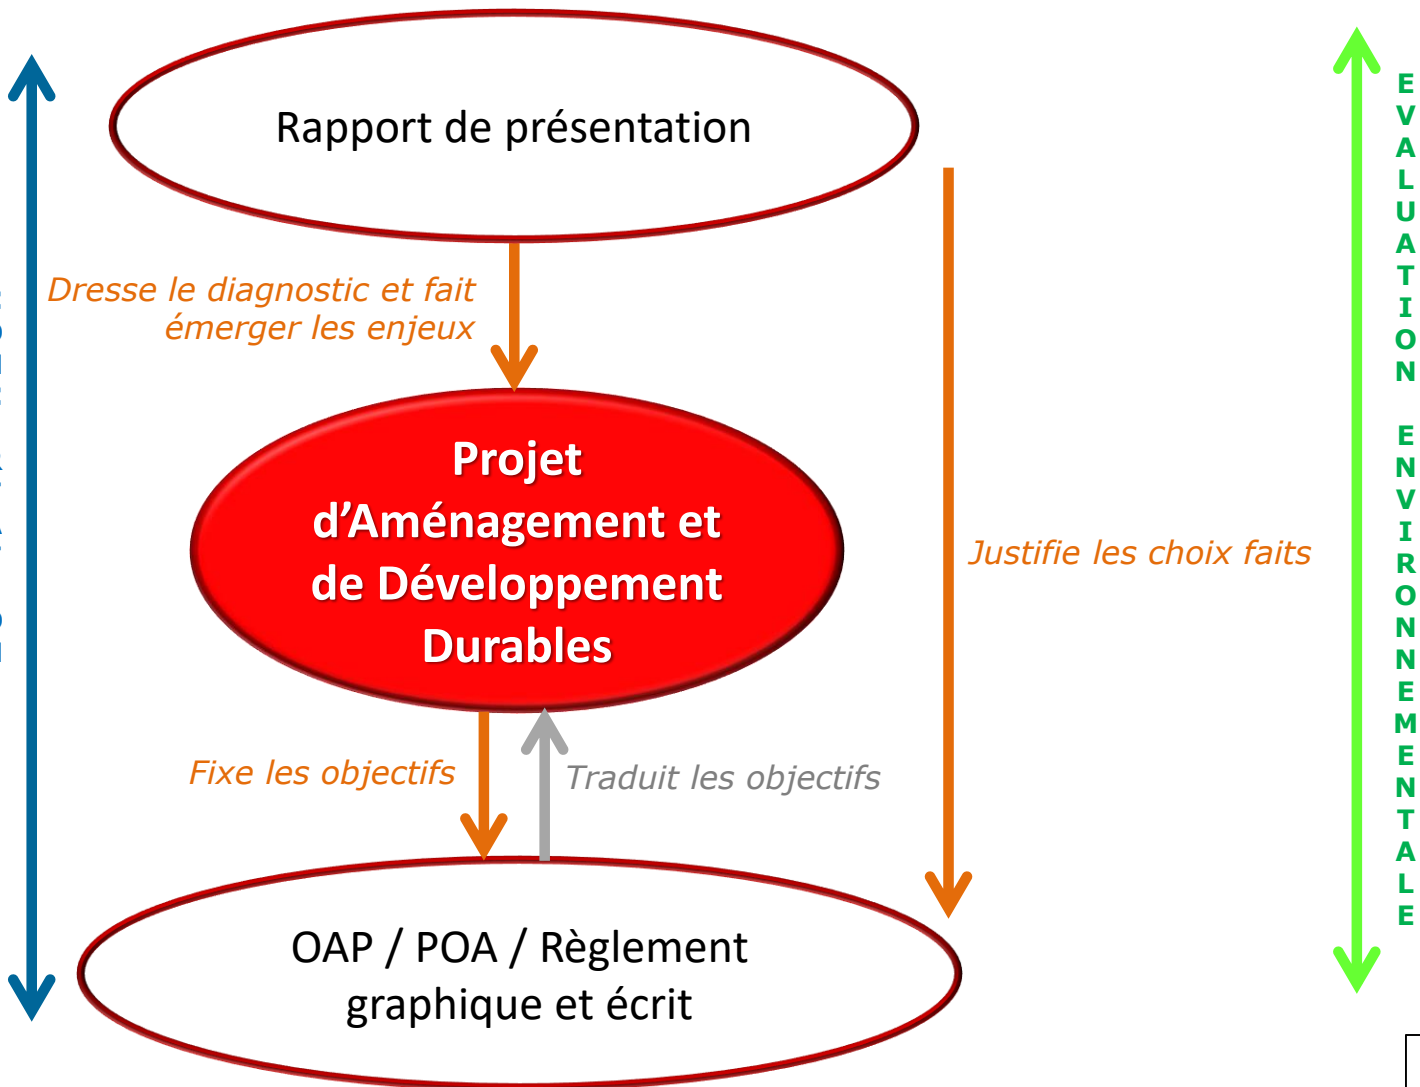 Rapport de présentation
Dresse le diagnostic et fait
émerger les enjeux
Projet
d’Aménagement et
de Développement
Durables
Justifie les choix faits
Fixe les objectifs
Traduit les objectifs
OAP / POA / Règlement
graphique et écrit
EVALUATION ENVIRONNEMENTALE